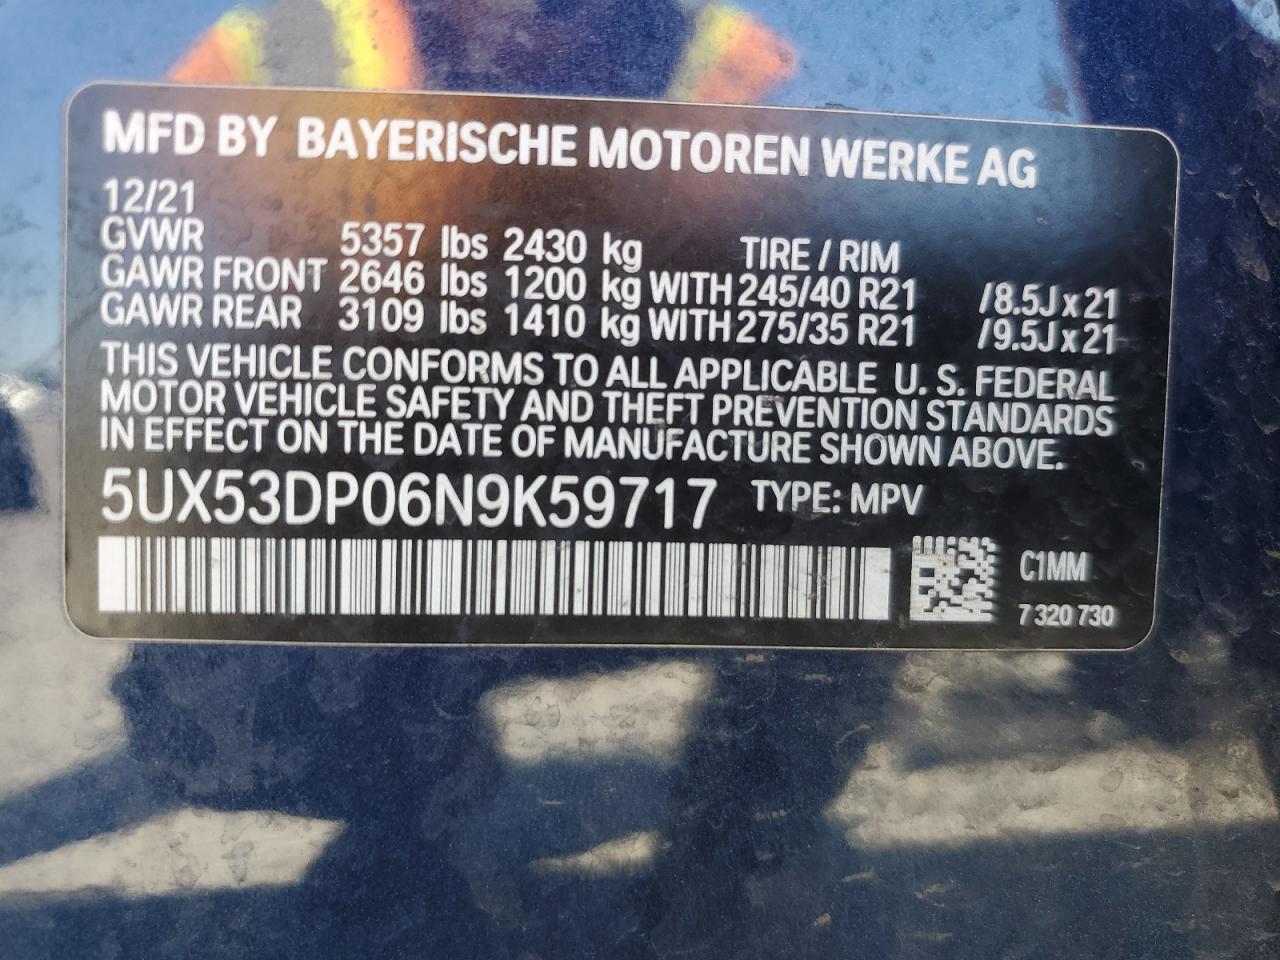 MFD BY BAYERISCHE MOTOREN WERKE AG
12/21
GVWR 5357 lbs 2430 kg TIRE / RIM
GAWR FRONT 2646 lbs 1200 kg WITH 245/40 R21 /8.5J x 21
GAWR REAR 3109 lbs 1410 kg WITH 275/35 R21 /9.5J x 21
THIS VEHICLE CONFORMS TO ALL APPLICABLE U. S. FEDERAL
MOTOR VEHICLE SAFETY AND THEFT PREVENTION STANDARDS
IN EFFECT ON THE DATE OF MANUFACTURE SHOWN ABOVE.
5UX53DP06N9K59717 TYPE: MPV
C1MM
7 320 730